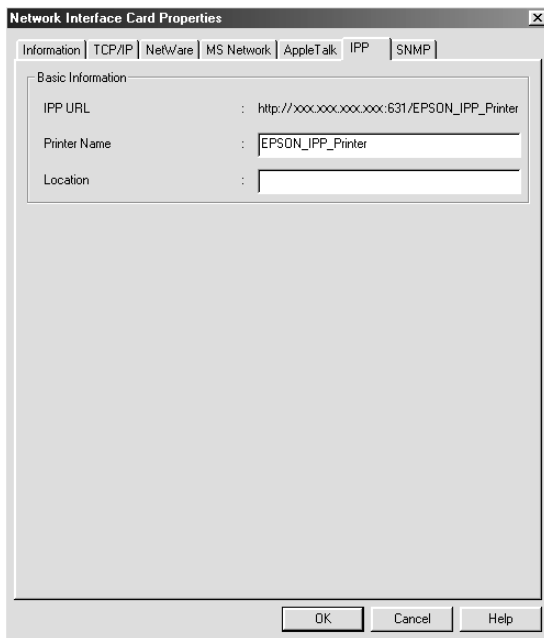 Network Interface Card Properties
Information TCP/IP NetWare MS Network AppleTalk IPP SNMP
Basic Information
IPP URL : http://xxx.xxx.xxx.xxx:631/EPSON_IPP_Printer
Printer Name : EPSON_IPP_Printer
Location :
OK Cancel Help